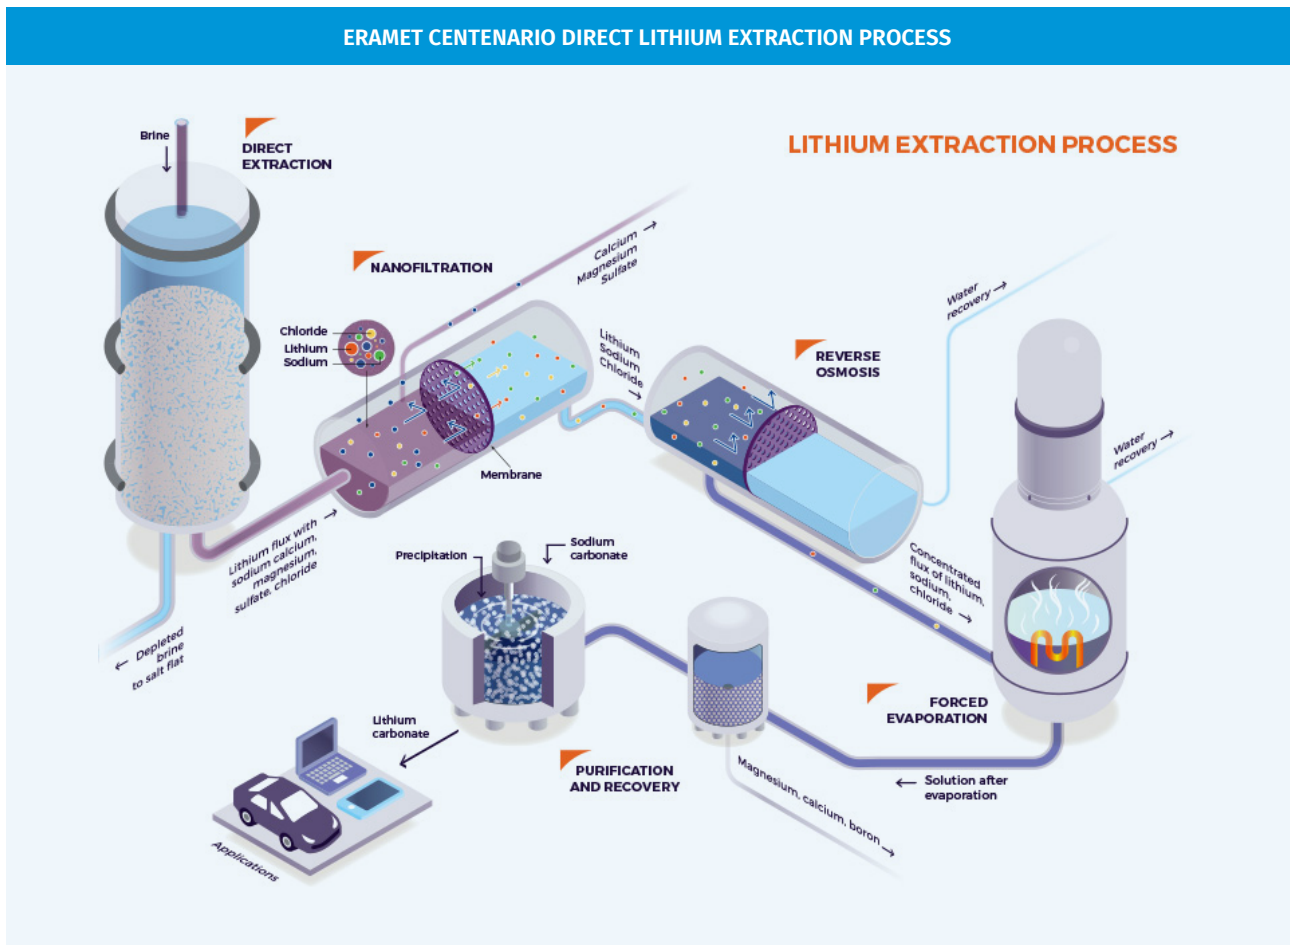 ERAMET CENTENARIO DIRECT LITHIUM EXTRACTION PROCESS
LITHIUM EXTRACTION PROCESS
Brine
DIRECT
EXTRACTION
NANOFILTRATION
Calcium
Magnesium
Sulfate
Chloride
Lithium
Sodium
Membrane
Lithium
Sodium
Chloride
REVERSE
OSMOSIS
Water
recovery
Water
recovery
Lithium flux with
sodium calcium,
magnesium,
sulfate, chloride
Depleted
brine
to salt flat
Concentrated
flux of lithium,
sodium,
chloride
FORCED
EVAPORATION
Solution after
evaporation
Precipitation
Sodium
carbonate
PURIFICATION
AND RECOVERY
Magnesium, calcium, boron
Lithium
carbonate
Applications